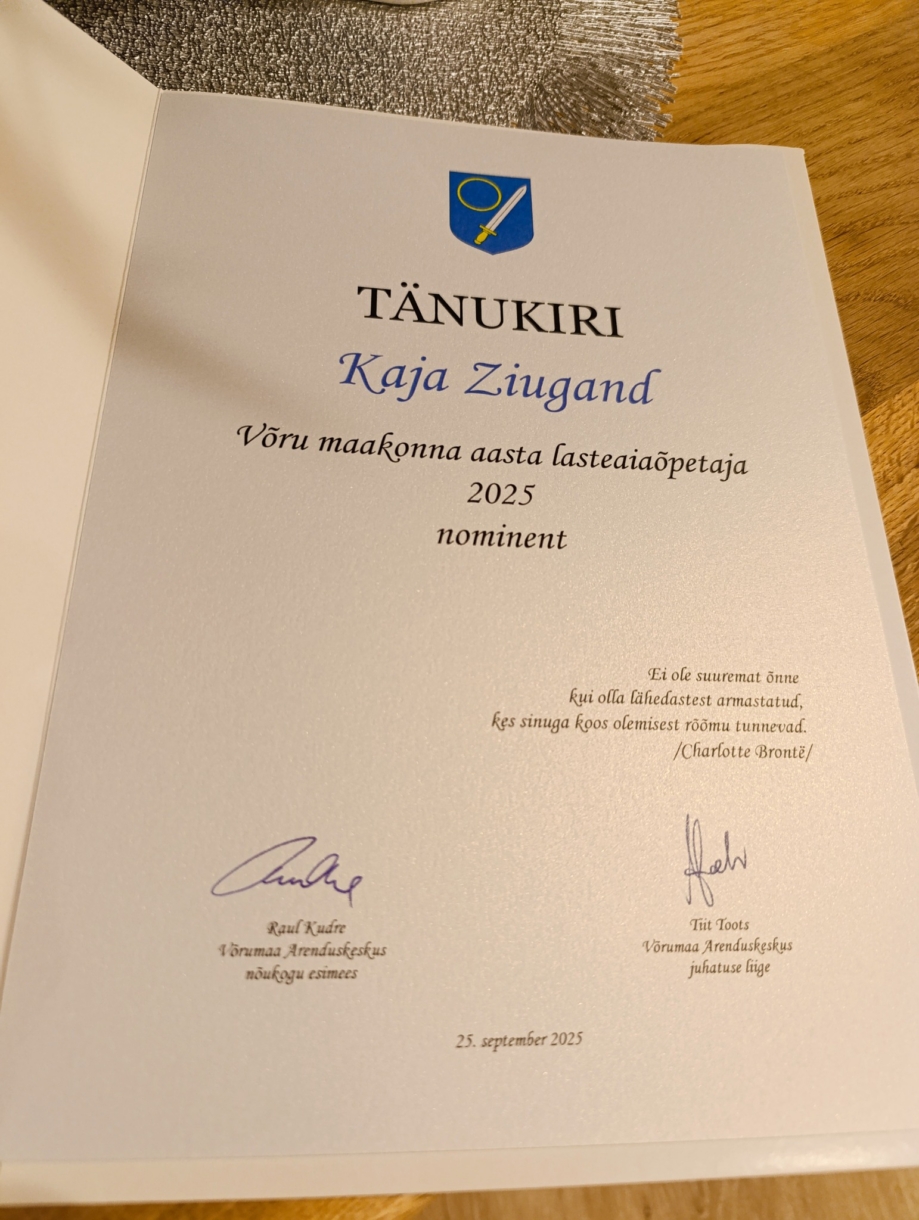 TÄNUKIRI
Kaja Ziugand
Võru maakonna aasta lasteaiaõpetaja
2025
nominent
Ei ole suuremat õnne
kui olla lähedastest armastatud,
kes sinuga koos olemisest rõõmu tunnevad.
/Charlotte Brontë/
Raul Kudre
Võrumaa Arenduskeskus
nõukogu esimees
Tiit Toots
Võrumaa Arenduskeskus
juhatuse liige
25. september 2025